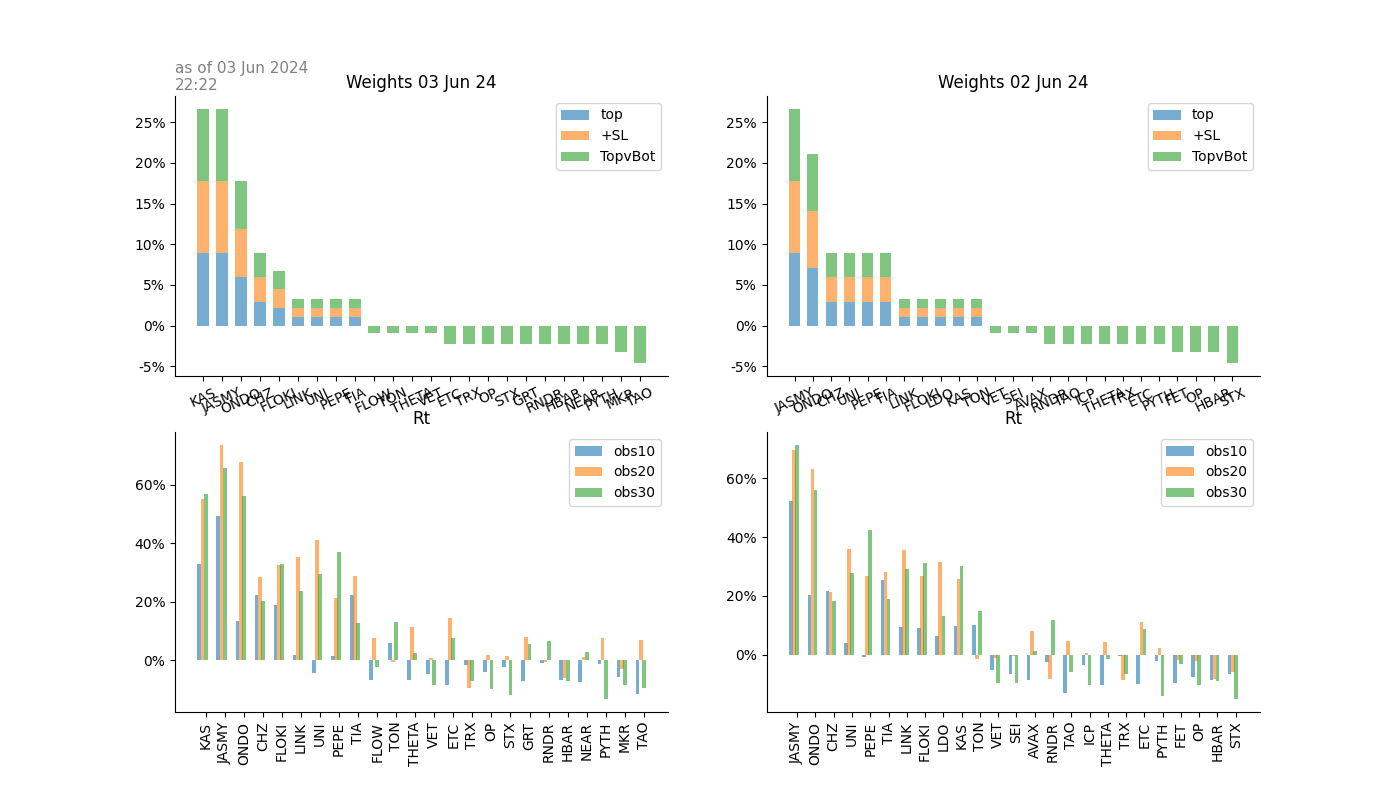 as of 03 Jun 2024
22:22
Weights 03 Jun 24
25%
20%
15%
10%
5%
0%
-5%
top
+SL
TopvBot
KAS JASMY ONDO CHZ FLOKI LINK UNI PEPE TIA FLOW TON THETA VET ETC TRX OP STX GRT RNDR HBAR NEAR PYTH MKR TAO
Weights 02 Jun 24
25%
20%
15%
10%
5%
0%
-5%
top
+SL
TopvBot
JASMY ONDO CHZ UNI PEPE TIA LINK FLOKI LDO KAS TON VET SEI AVAX RNDR TAO ICP THETA TRX ETC PYTH FET OP HBAR STX
Rt
60%
40%
20%
0%
obs10
obs20
obs30
KAS JASMY ONDO CHZ FLOKI LINK UNI PEPE TIA FLOW TON THETA VET ETC TRX OP STX GRT RNDR HBAR NEAR PYTH MKR TAO
Rt
60%
40%
20%
0%
obs10
obs20
obs30
JASMY ONDO CHZ UNI PEPE TIA LINK FLOKI LDO KAS TON VET SEI AVAX RNDR TAO ICP THETA TRX ETC PYTH FET OP HBAR STX